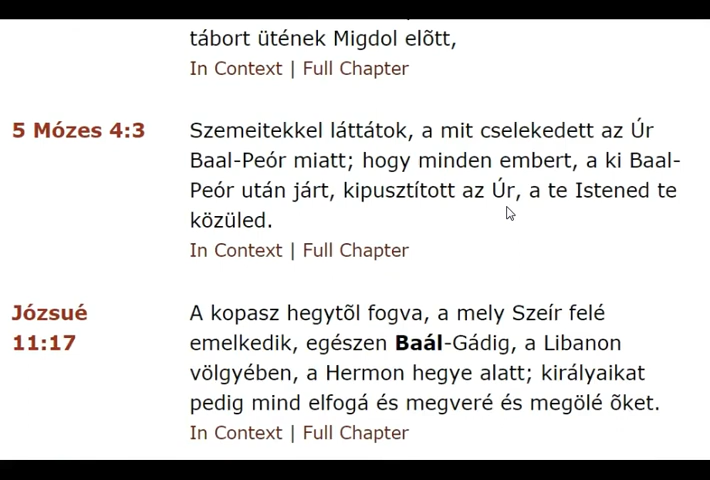 tábort ütének Migdol elõtt,
In Context | Full Chapter
5 Mózes 4:3
Szemeitekkel láttátok, a mit cselekedett az Úr
Baal-Peór miatt; hogy minden embert, a ki Baal-
Peór után járt, kipusztított az Úr, a te Istened te
közüled.
In Context | Full Chapter
Józsué
11:17
A kopasz hegytõl fogva, a mely Szeír felé
emelkedik, egészen Baál-Gádig, a Libanon
völgyében, a Hermon hegye alatt; királyaikat
pedig mind elfogá és megveré és megölé õket.
In Context | Full Chapter